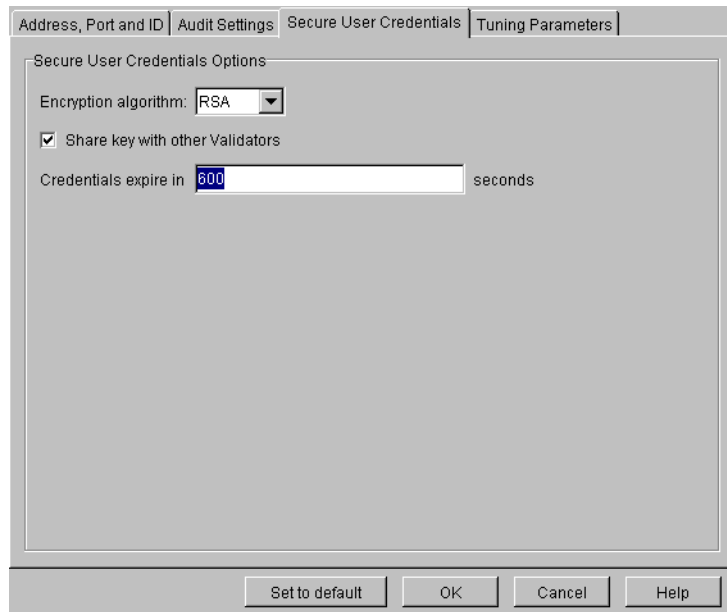 Address, Port and ID Audit Settings Secure User Credentials Tuning Parameters
Secure User Credentials Options
Encryption algorithm: RSA
Share key with other Validators
Credentials expire in 600 seconds
Set to default OK Cancel Help